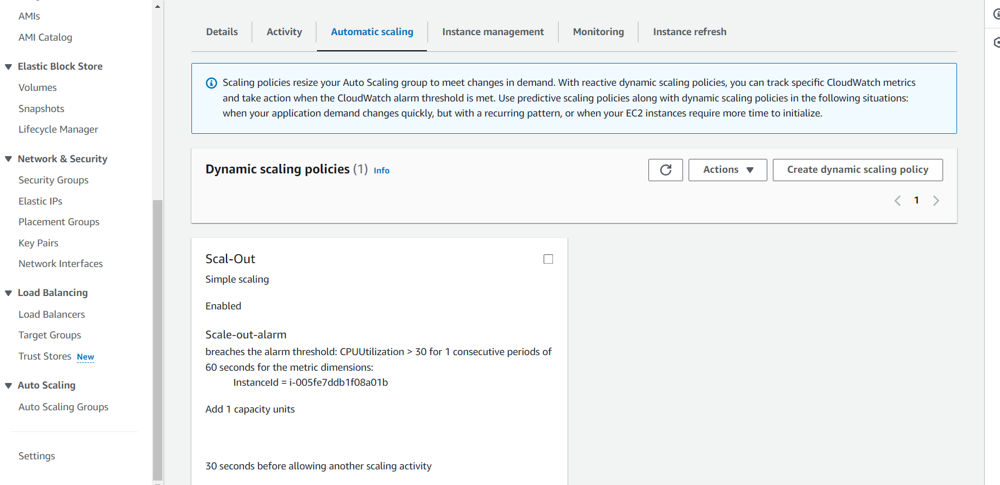 AMIs
AMI Catalog
Elastic Block Store
Volumes
Snapshots
Lifecycle Manager
Network & Security
Security Groups
Elastic IPs
Placement Groups
Key Pairs
Network Interfaces
Load Balancing
Load Balancers
Target Groups
Trust Stores New
Auto Scaling
Auto Scaling Groups
Settings
Details
Activity
Automatic scaling
Instance management
Monitoring
Instance refresh
Scaling policies resize your Auto Scaling group to meet changes in demand. With reactive dynamic scaling policies, you can track specific CloudWatch metrics
and take action when the CloudWatch alarm threshold is met. Use predictive scaling policies along with dynamic scaling policies in the following situations:
when your application demand changes quickly, but with a recurring pattern, or when your EC2 instances require more time to initialize.
Dynamic scaling policies (1) Info
Actions
Create dynamic scaling policy
1
Scal-Out
Simple scaling
Enabled
Scale-out-alarm
breaches the alarm threshold: CPUUtilization > 30 for 1 consecutive periods of
60 seconds for the metric dimensions:
InstanceId = i-005fe7ddb1f08a01b
Add 1 capacity units
30 seconds before allowing another scaling activity